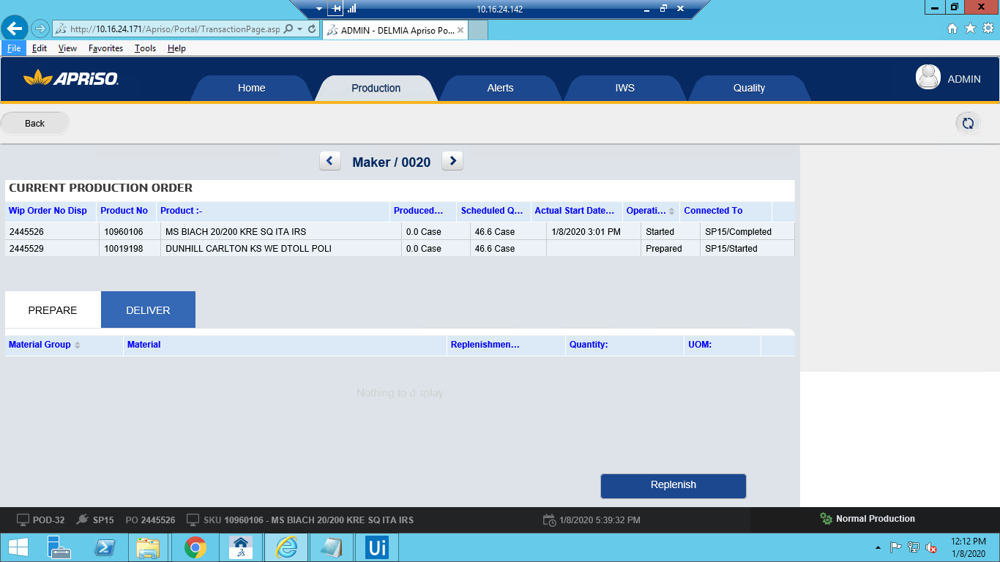 10.16.24.142
http://10.16.24.171/Apriso/Portal/TransactionPage.asp
ADMIN - DELMIA Apriso Po...
File Edit View Favorites Tools Help
APRISO
Home Production Alerts IWS Quality
ADMIN
Back
Maker / 0020
CURRENT PRODUCTION ORDER
Wip Order No Disp Product No Product :- Produced... Scheduled Q... Actual Start Date... Operati... Connected To
2445526 10960106 MS BIACH 20/200 KRE SQ ITA IRS 0.0 Case 46.6 Case 1/8/2020 3:01 PM Started SP15/Completed
2445529 10019198 DUNHILL CARLTON KS WE DTOLL POLI 0.0 Case 46.6 Case Prepared SP15/Started
PREPARE DELIVER
Material Group Material Replenishmen... Quantity: UOM:
Nothing to display
Replenish
POD-32 SP15 PO 2445526 SKU 10960106 - MS BIACH 20/200 KRE SQ ITA IRS 1/8/2020 5:39:32 PM Normal Production
Ui
12:12 PM
1/8/2020